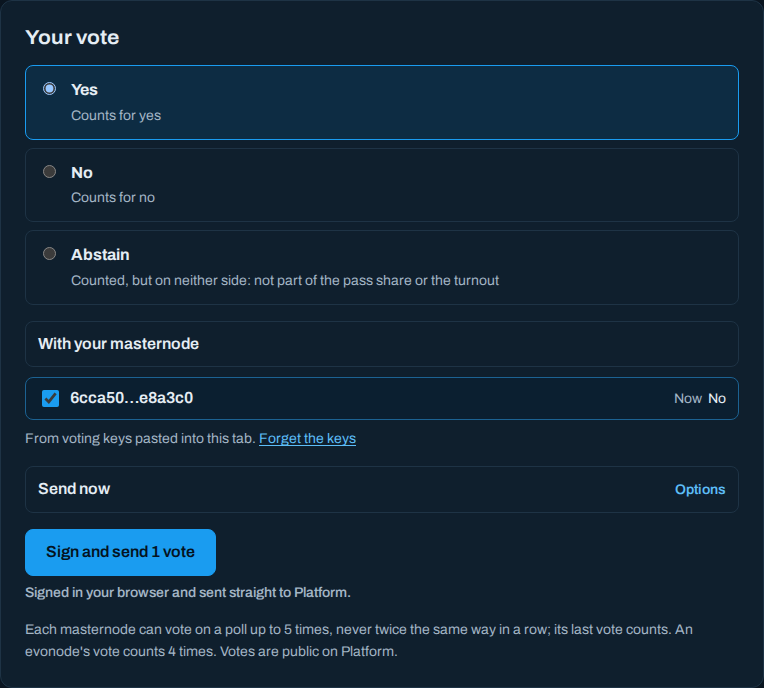 Your vote
Yes
Counts for yes
No
Counts for no
Abstain
Counted, but on neither side: not part of the pass share or the turnout
With your masternode
6cca50…e8a3c0 Now No
From voting keys pasted into this tab. Forget the keys
Send now Options
Sign and send 1 vote
Signed in your browser and sent straight to Platform.
Each masternode can vote on a poll up to 5 times, never twice the same way in a row; its last vote counts. An
evonode's vote counts 4 times. Votes are public on Platform.